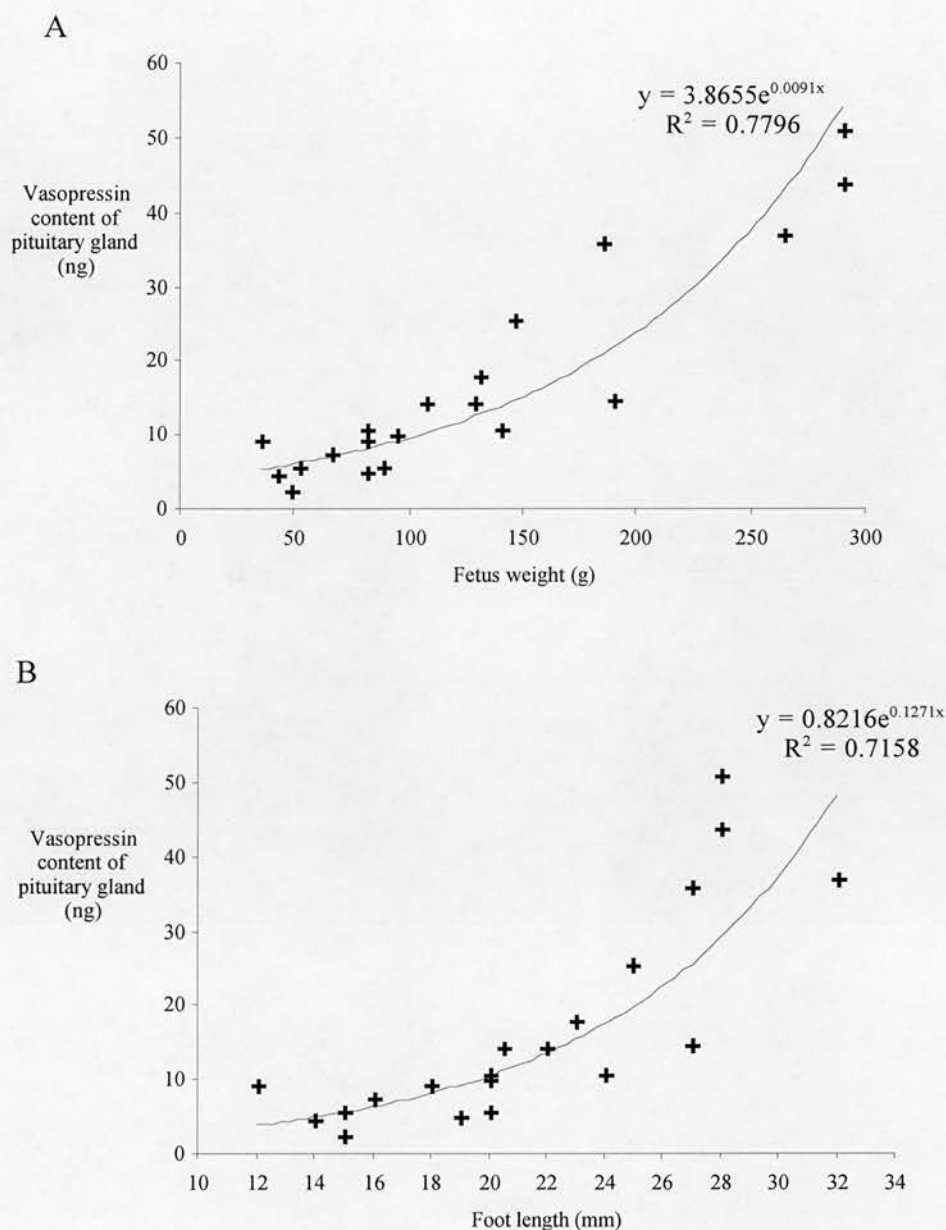 A
60
50
40
30
20
10
0
Vasopressin
content of
pituitary gland
(ng)
y = 3.8655e^0.0091x
R² = 0.7796
0 50 100 150 200 250 300
Fetus weight (g)
B
60
50
40
30
20
10
0
Vasopressin
content of
pituitary gland
(ng)
y = 0.8216e^0.1271x
R² = 0.7158
10 12 14 16 18 20 22 24 26 28 30 32 34
Foot length (mm)